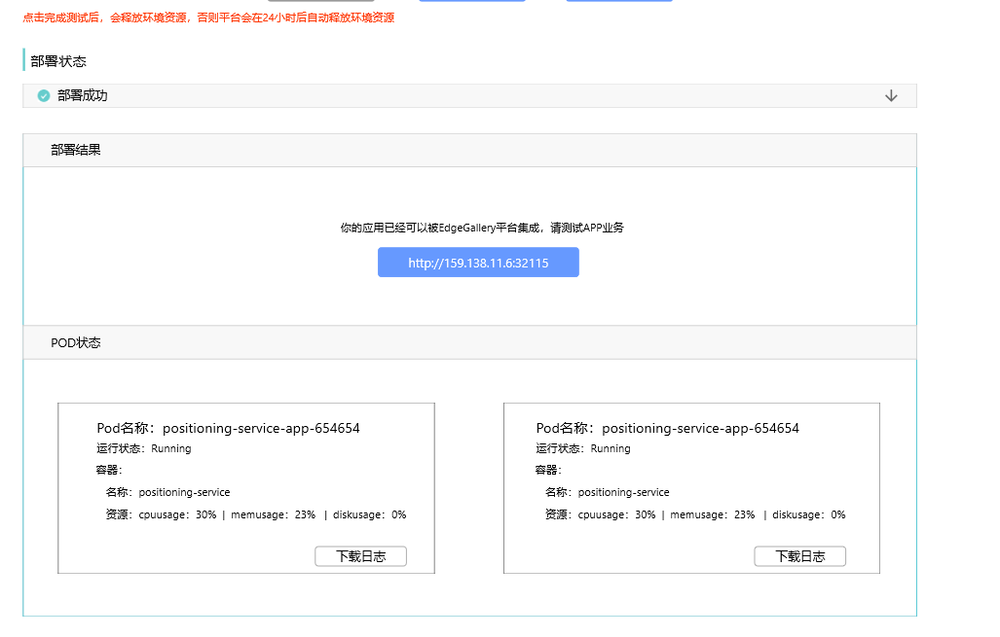 点击完成测试后，会释放环境资源，否则平台会在24小时后自动释放环境资源
部署状态
部署成功
部署结果
你的应用已经可以被EdgeGallery平台集成，请测试APP业务
http://159.138.11.6:32115
POD状态
Pod名称：positioning-service-app-654654
运行状态：Running
容器：
名称：positioning-service
资源：cpuusage：30% | memusage：23% | diskusage：0%
下载日志
Pod名称：positioning-service-app-654654
运行状态：Running
容器：
名称：positioning-service
资源：cpuusage：30% | memusage：23% | diskusage：0%
下载日志